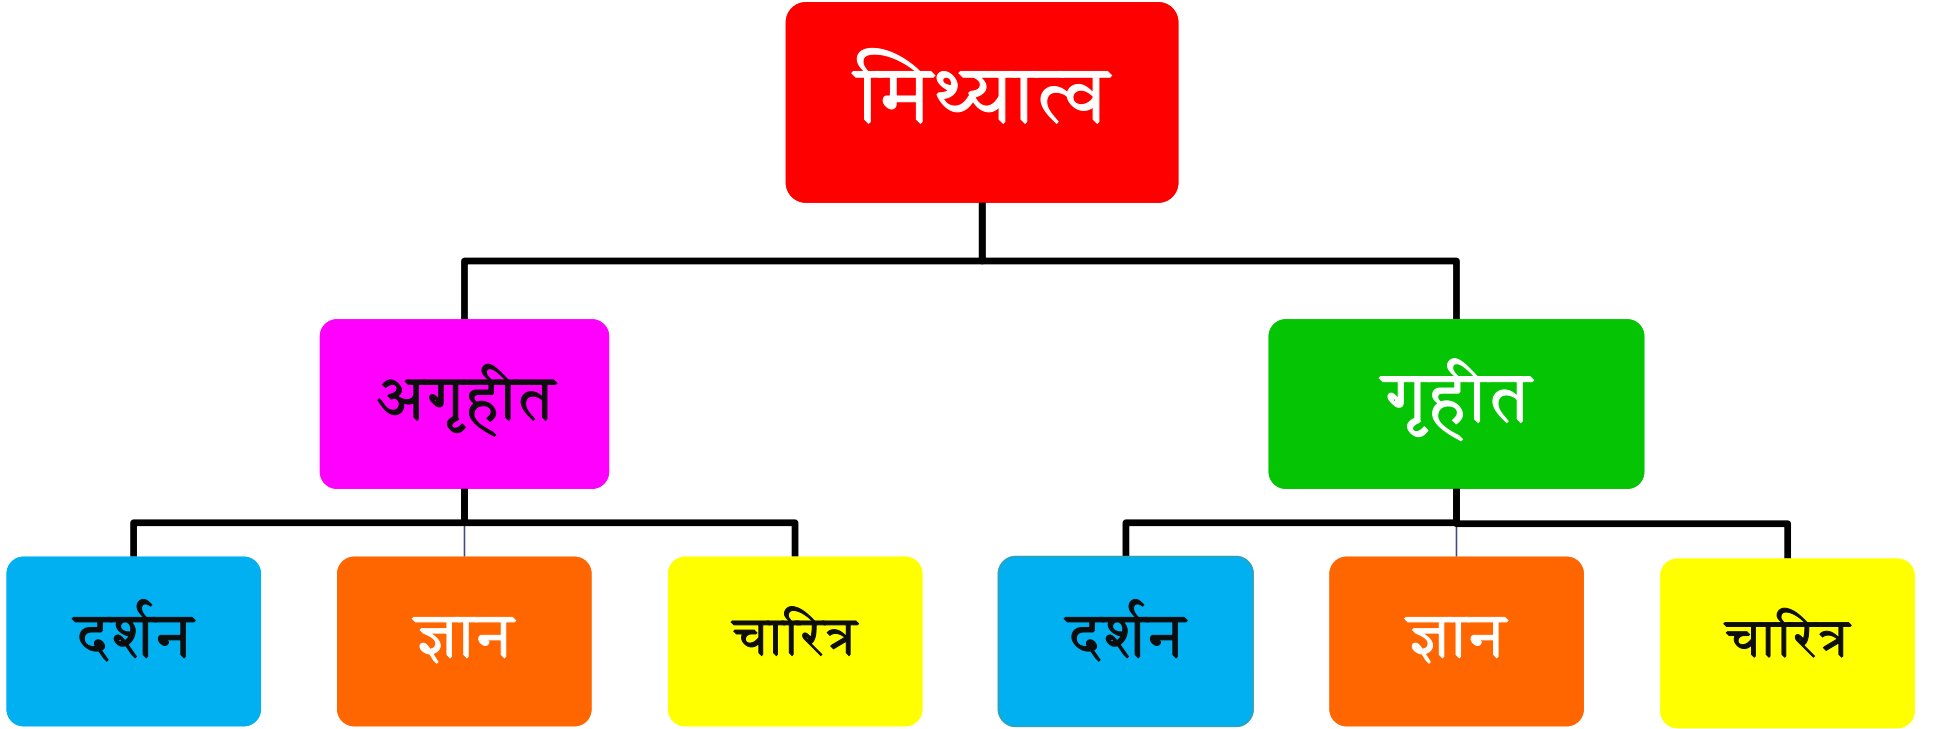 मिथ्यात्व
अगृहीत
गृहीत
दर्शन
ज्ञान
चारित्र
दर्शन
ज्ञान
चारित्र